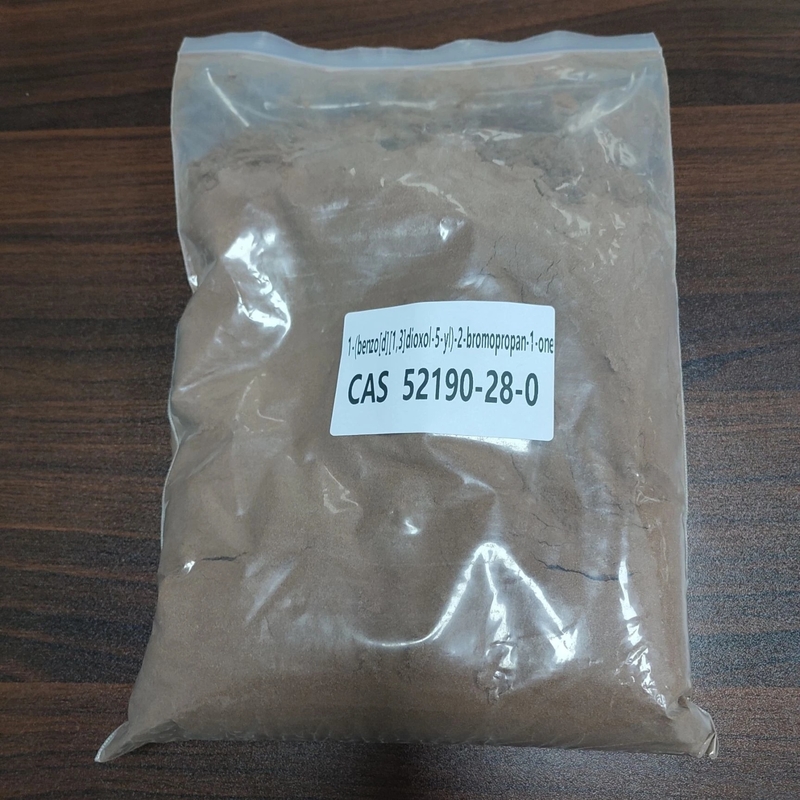 1-(benzo[d][1,3]dioxol-5-yl)-2-bromopropan-1-one
CAS 52190-28-0